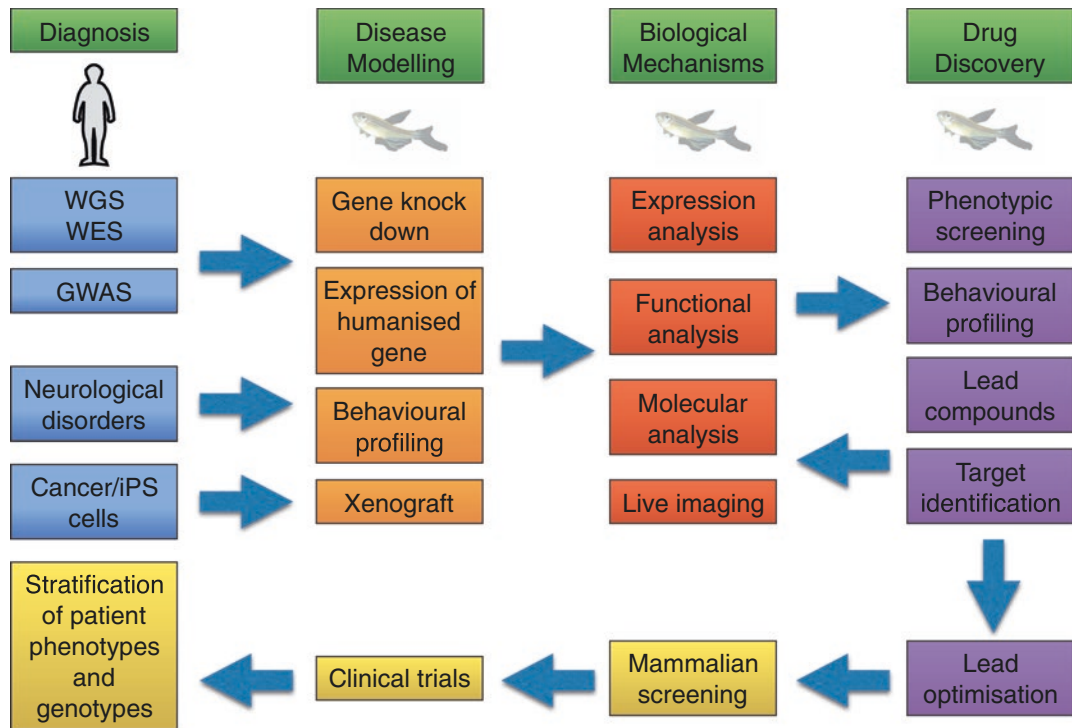 Diagnosis
Disease
Modelling
Biological
Mechanisms
Drug
Discovery
WGS
WES
GWAS
Neurological
disorders
Cancer/iPS
cells
Gene knock
down
Expression of
humanised
gene
Behavioural
profiling
Xenograft
Expression
analysis
Functional
analysis
Molecular
analysis
Live imaging
Phenotypic
screening
Behavioural
profiling
Lead
compounds
Target
identification
Stratification
of patient
phenotypes
and
genotypes
Clinical trials
Mammalian
screening
Lead
optimisation